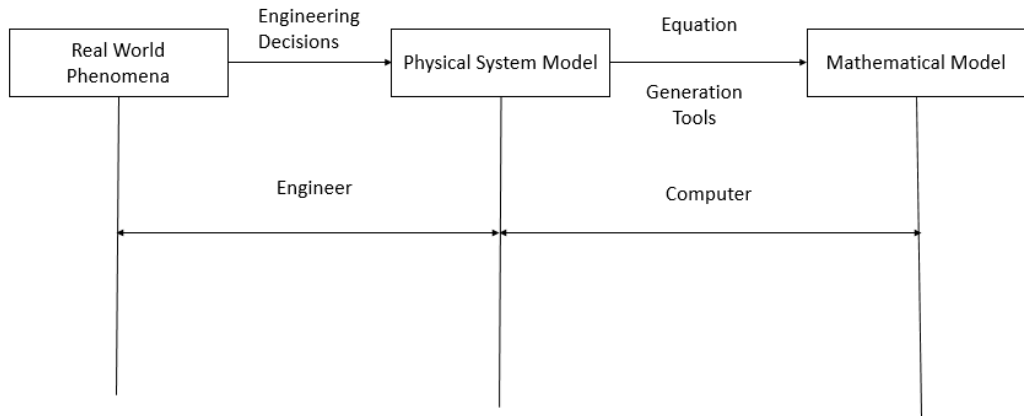 Engineering
Decisions
Equation
Real World
Phenomena
Physical System Model
Mathematical Model
Generation
Tools
Engineer
Computer